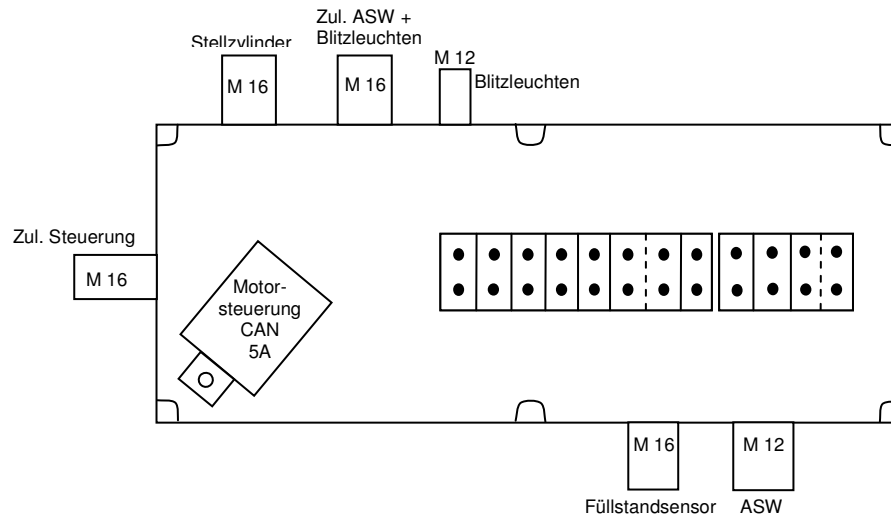 Zul. ASW +
Stellzylinder
Blitzleuchten
M 12
M 16
M 16
Blitzleuchten
Zul. Steuerung
M 16
Motor-
steuerung
CAN
5A
M 16
M 12
Füllstandsensor
ASW